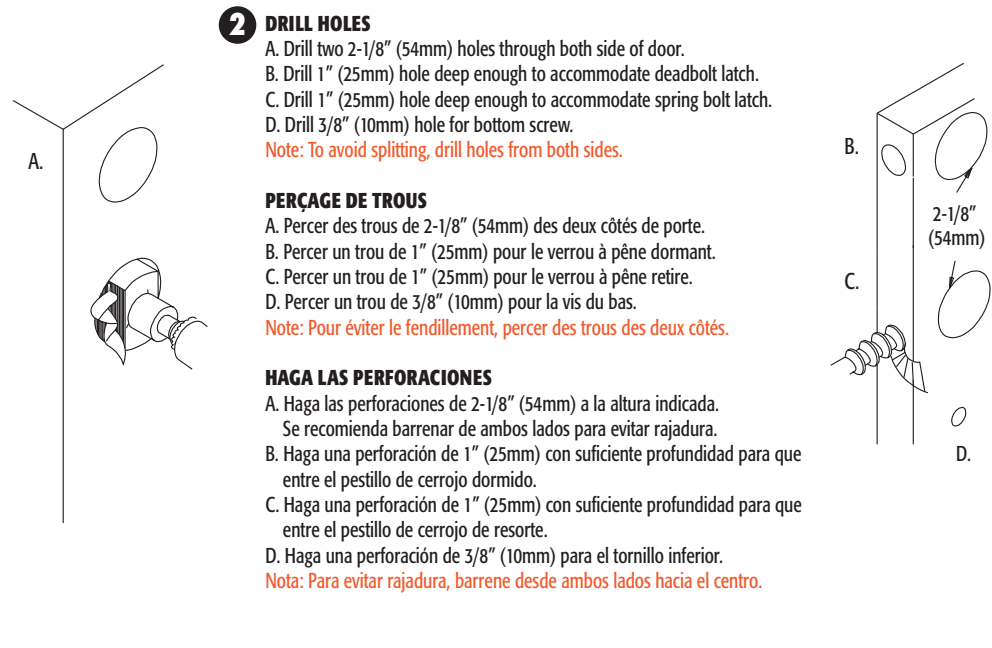 2 DRILL HOLES
A. Drill two 2-1/8” (54mm) holes through both side of door.
B. Drill 1” (25mm) hole deep enough to accommodate deadbolt latch.
C. Drill 1” (25mm) hole deep enough to accommodate spring bolt latch.
D. Drill 3/8” (10mm) hole for bottom screw.
Note: To avoid splitting, drill holes from both sides.
PERÇAGE DE TROUS
A. Percer des trous de 2-1/8” (54mm) des deux côtés de porte.
B. Percer un trou de 1” (25mm) pour le verrou à pêne dormant.
C. Percer un trou de 1” (25mm) pour le verrou à pêne retire.
D. Percer un trou de 3/8” (10mm) pour la vis du bas.
Note: Pour éviter le fendillement, percer des trous des deux côtés.
HAGA LAS PERFORACIONES
A. Haga las perforaciones de 2-1/8” (54mm) a la altura indicada.
Se recomienda barrenar de ambos lados para evitar rajadura.
B. Haga una perforación de 1” (25mm) con suficiente profundidad para que
entre el pestillo de cerrojo dormido.
C. Haga una perforación de 1” (25mm) con suficiente profundidad para que
entre el pestillo de cerrojo de resorte.
D. Haga una perforación de 3/8” (10mm) para el tornillo inferior.
Nota: Para evitar rajadura, barrene desde ambos lados hacia el centro.
A.
B.
2-1/8”
(54mm)
C.
D.